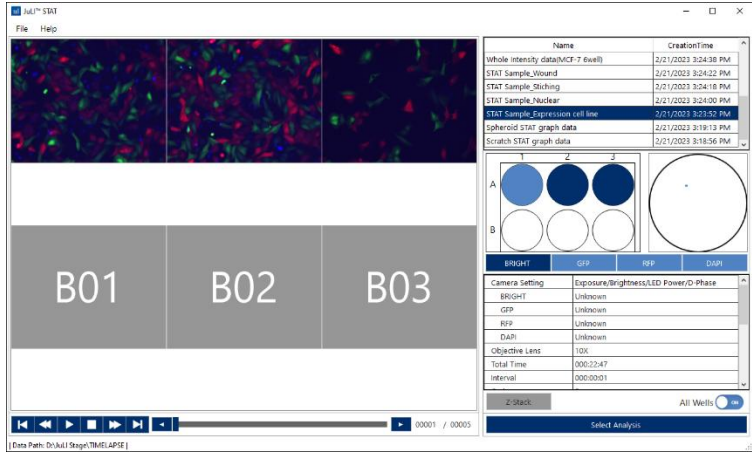 JuLI™ STAT
File Help
Name CreationTime
Whole Intensity data(MCF-7 6well) 2/21/2023 3:24:38 PM
STAT Sample_Wound 2/21/2023 3:24:22 PM
STAT Sample_Stiching 2/21/2023 3:24:18 PM
STAT Sample_Nuclear 2/21/2023 3:24:00 PM
STAT Sample_Expression cell line 2/21/2023 3:23:52 PM
Spheroid STAT graph data 2/21/2023 3:19:13 PM
Scratch STAT graph data 2/21/2023 3:18:56 PM
1 2 3
A
B
B01 B02 B03
BRIGHT GFP RFP DAPI
Camera Setting Exposure/Brightness/LED Power/D-Phase
BRIGHT Unknown
GFP Unknown
RFP Unknown
DAPI Unknown
Objective Lens 10X
Total Time 000:22:47
Interval 000:00:01
Z-Stack All Wells ON
00001 / 00005
Select Analysis
| Data Path: D:\JuLI Stage\TIMELAPSE |